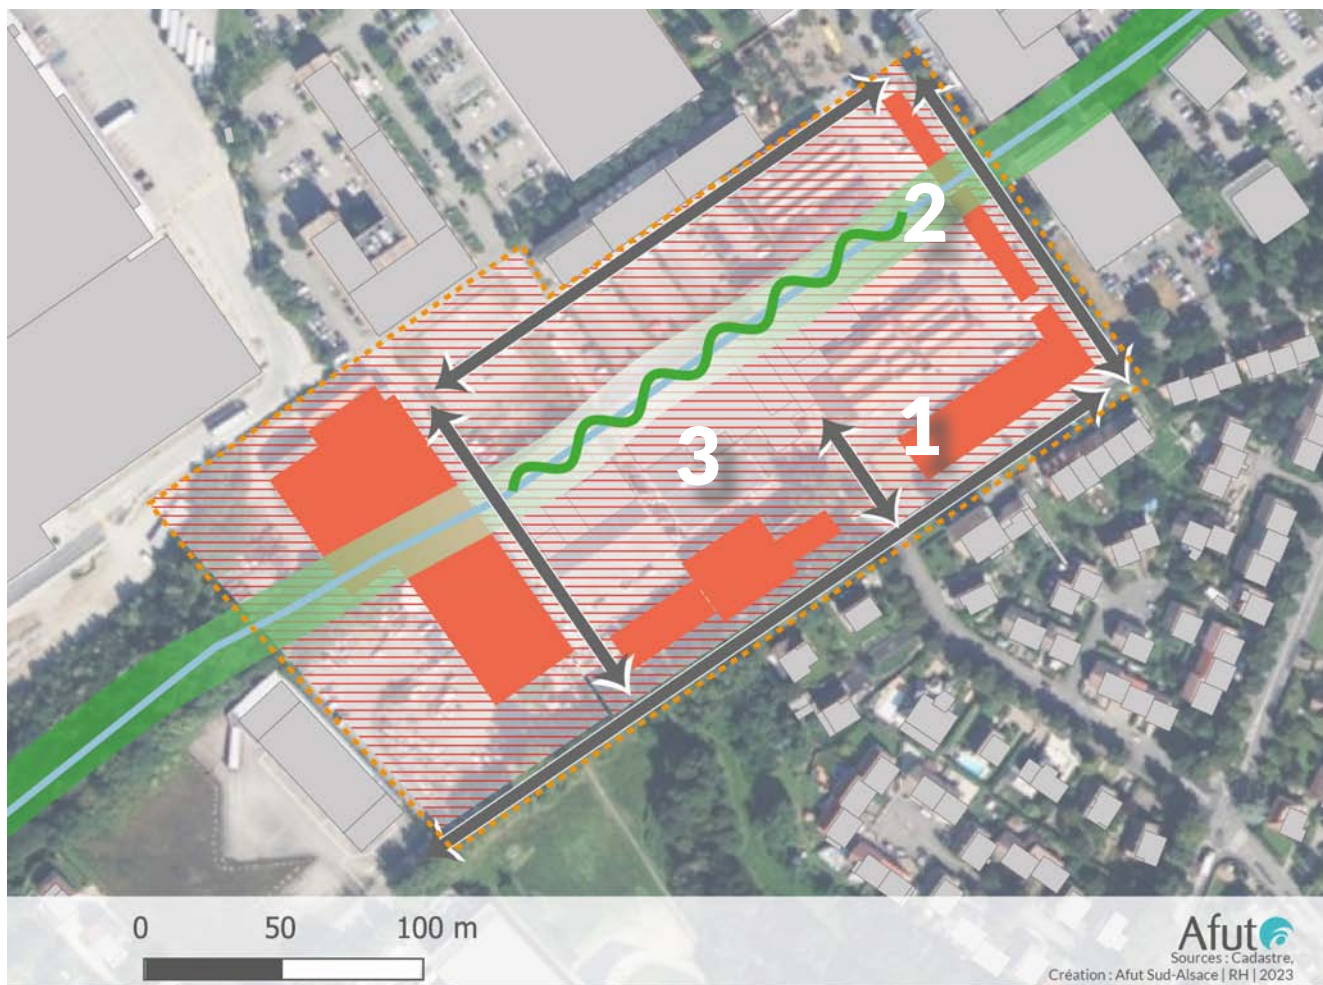 2
1
3
0 50 100 m
Afut
Sources : Cadastre,
Création : Afut Sud-Alsace | RH | 2023